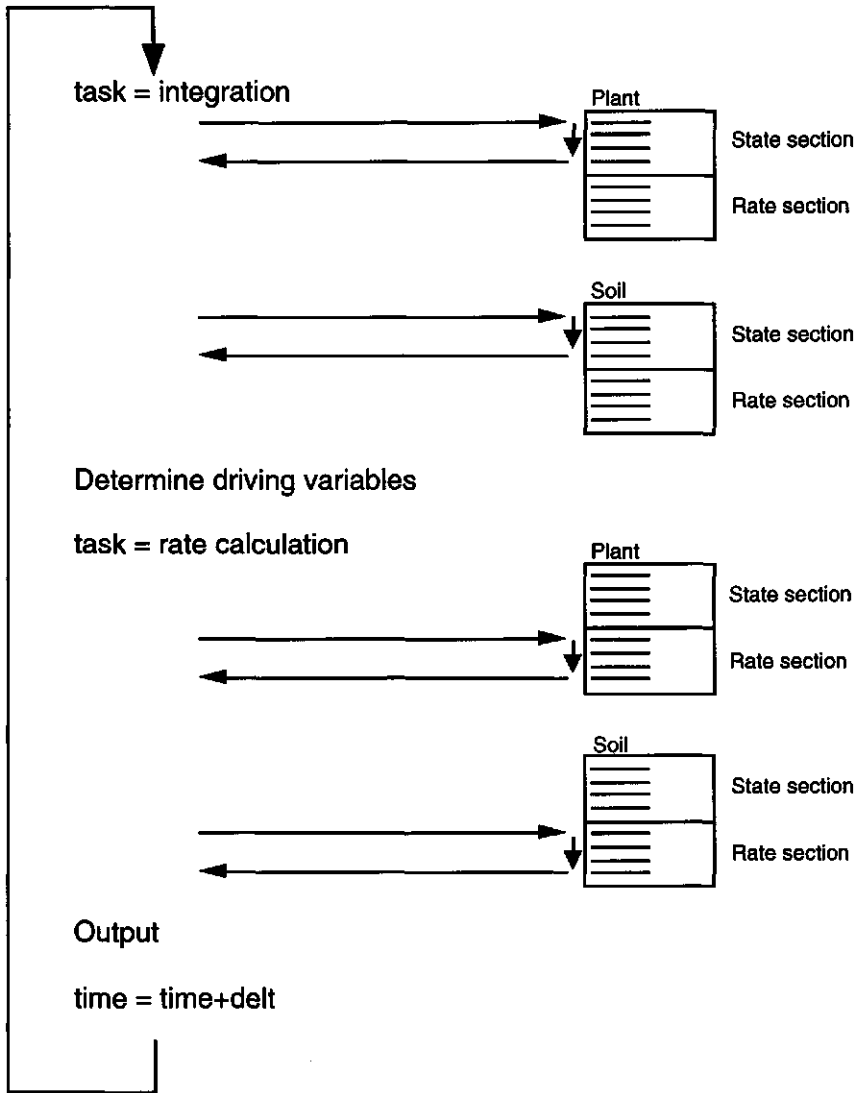 task = integration
Plant
State section
Rate section
Soil
State section
Rate section
Determine driving variables
task = rate calculation
Plant
State section
Rate section
Soil
State section
Rate section
Output
time = time+delt